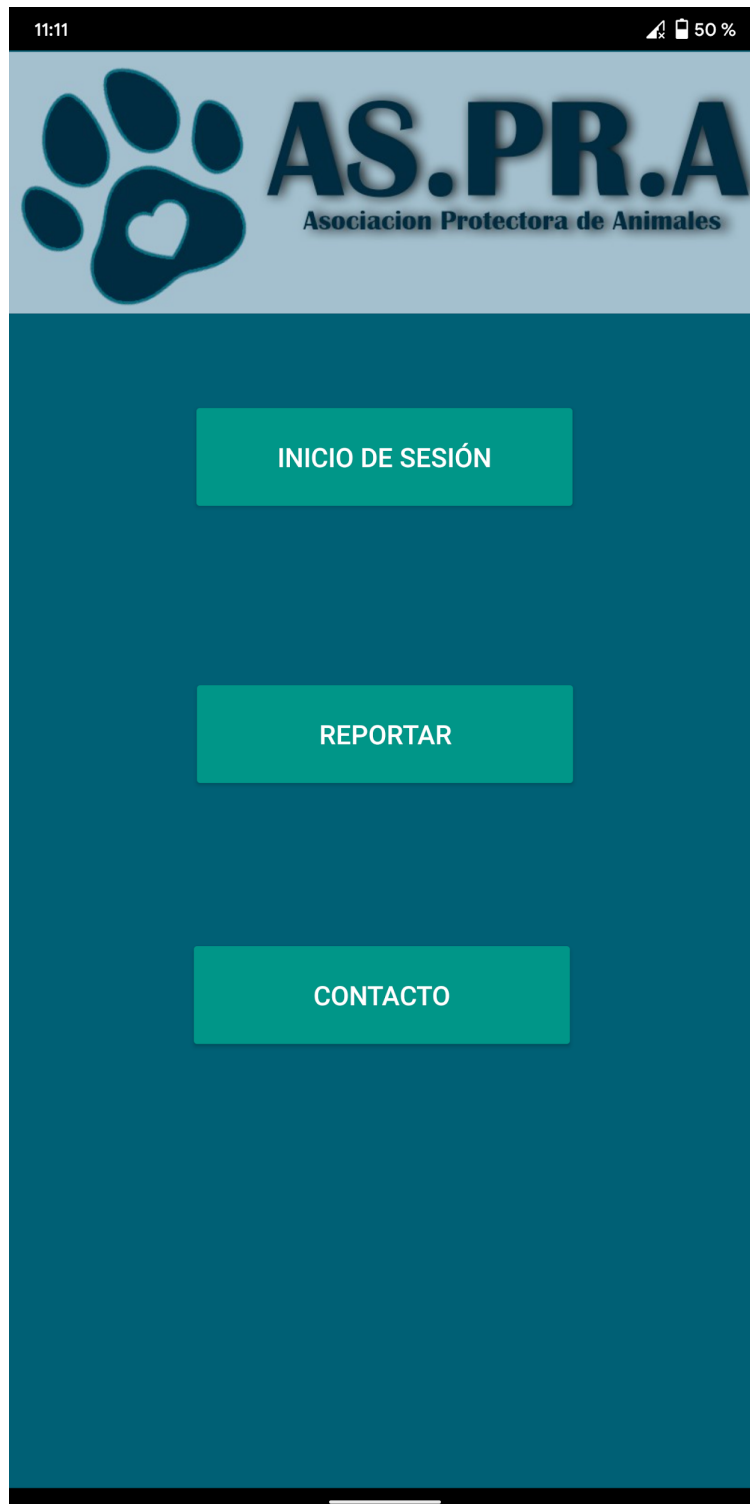 11:11
50 %
AS.PR.A
Asociacion Protectora de Animales
INICIO DE SESIÓN
REPORTAR
CONTACTO